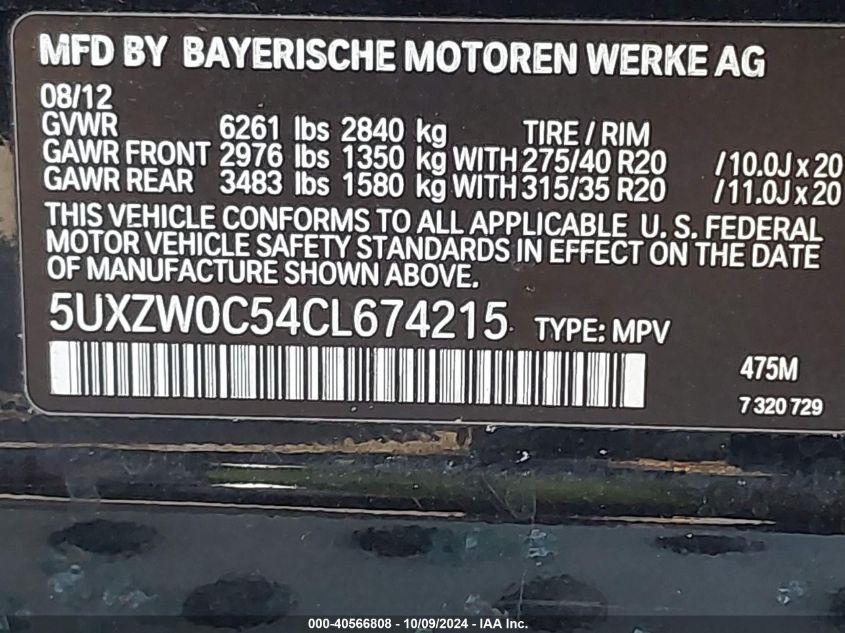 MFD BY BAYERISCHE MOTOREN WERKE AG
08/12
GVWR 6261 lbs 2840 kg TIRE / RIM
GAWR FRONT 2976 lbs 1350 kg WITH 275/40 R20 /10.0J x 20
GAWR REAR 3483 lbs 1580 kg WITH 315/35 R20 /11.0J x 20
THIS VEHICLE CONFORMS TO ALL APPLICABLE U. S. FEDERAL
MOTOR VEHICLE SAFETY STANDARDS IN EFFECT ON THE DATE
OF MANUFACTURE SHOWN ABOVE.
5UXZW0C54CL674215 TYPE: MPV
475M
7 320 729
000-40566808 - 10/09/2024 - IAA Inc.